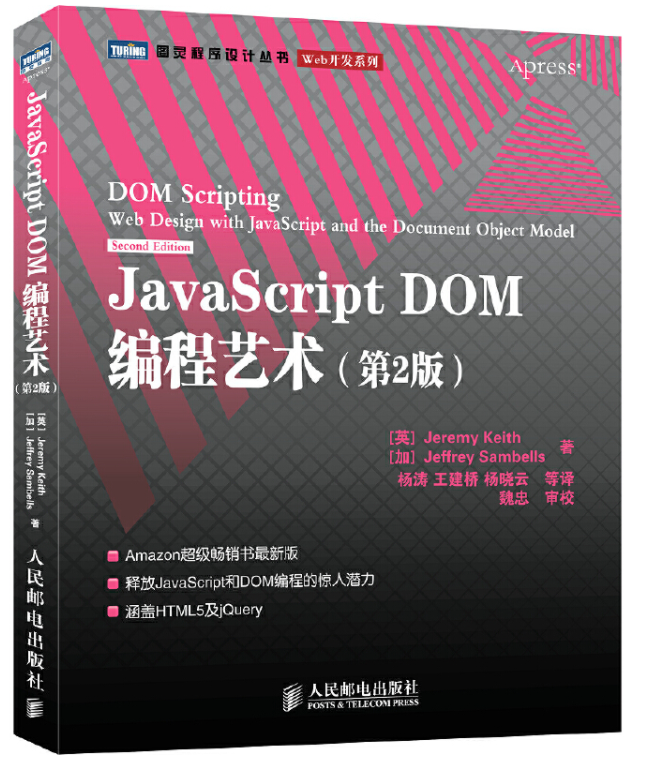 TURING 图灵程序设计丛书 Web开发系列
Apress®
DOM Scripting
Web Design with JavaScript and the Document Object Model
Second Edition
JavaScript DOM
编程艺术（第2版）
[英] Jeremy Keith
[加] Jeffrey Sambells 著
杨涛 王建桥 杨晓云 等译
魏忠 审校
Amazon超级畅销书最新版
释放JavaScript和DOM编程的惊人潜力
涵盖HTML5及jQuery
人民邮电出版社
POSTS & TELECOM PRESS
TURING
Apress®
JavaScript DOM 编程艺术
（第2版）
[英] Jeremy Keith
[加] Jeffrey Sambells 著
人民邮电出版社